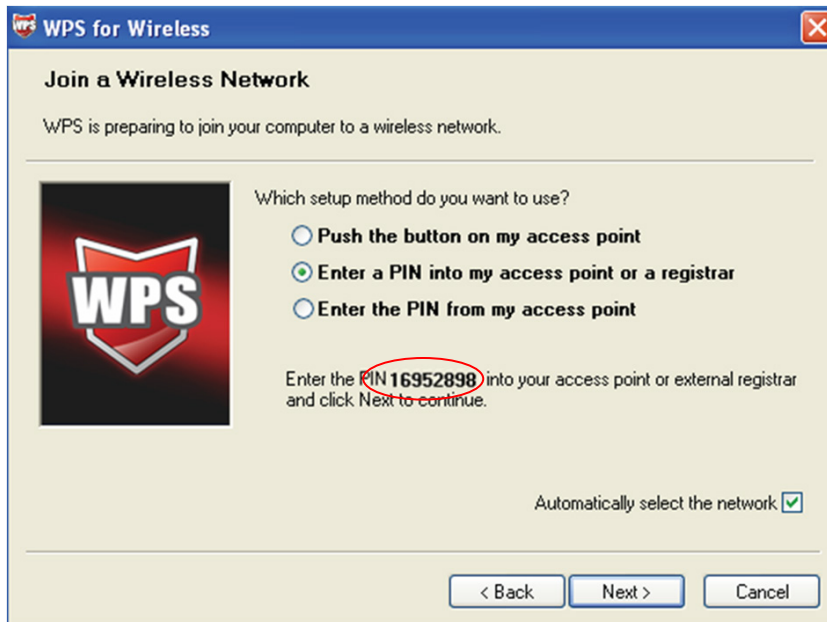 WPS for Wireless
Join a Wireless Network
WPS is preparing to join your computer to a wireless network.
Which setup method do you want to use?
Push the button on my access point
Enter a PIN into my access point or a registrar
Enter the PIN from my access point
WPS
Enter the PIN 16952898 into your access point or external registrar
and click Next to continue.
Automatically select the network
< Back
Next >
Cancel